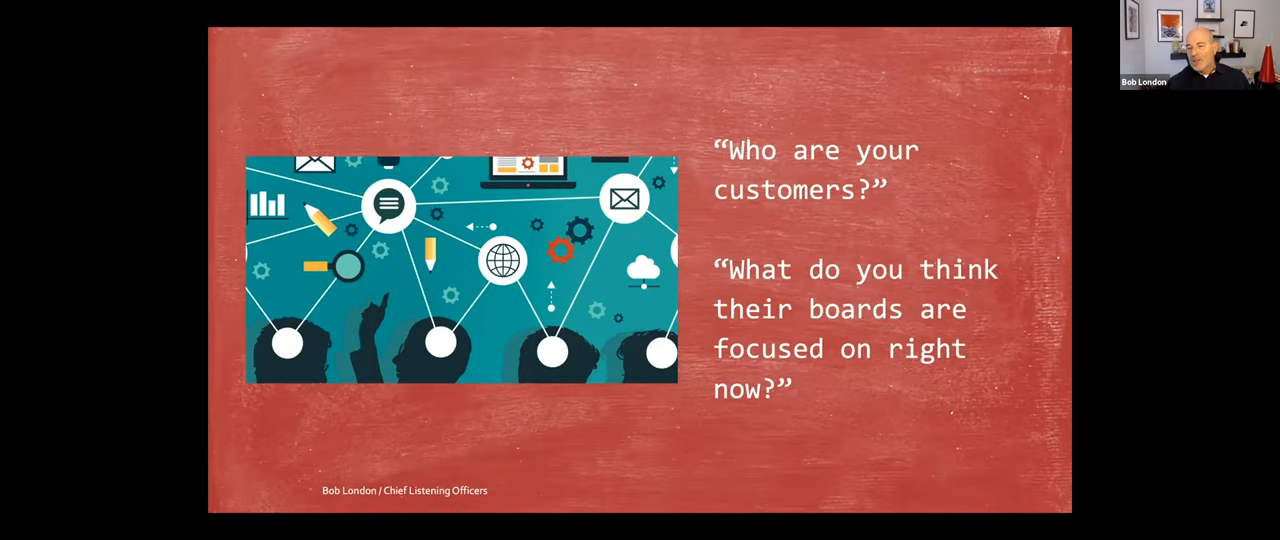 Bob London
“Who are your
customers?”
“What do you think
their boards are
focused on right
now?”
Bob London / Chief Listening Officers